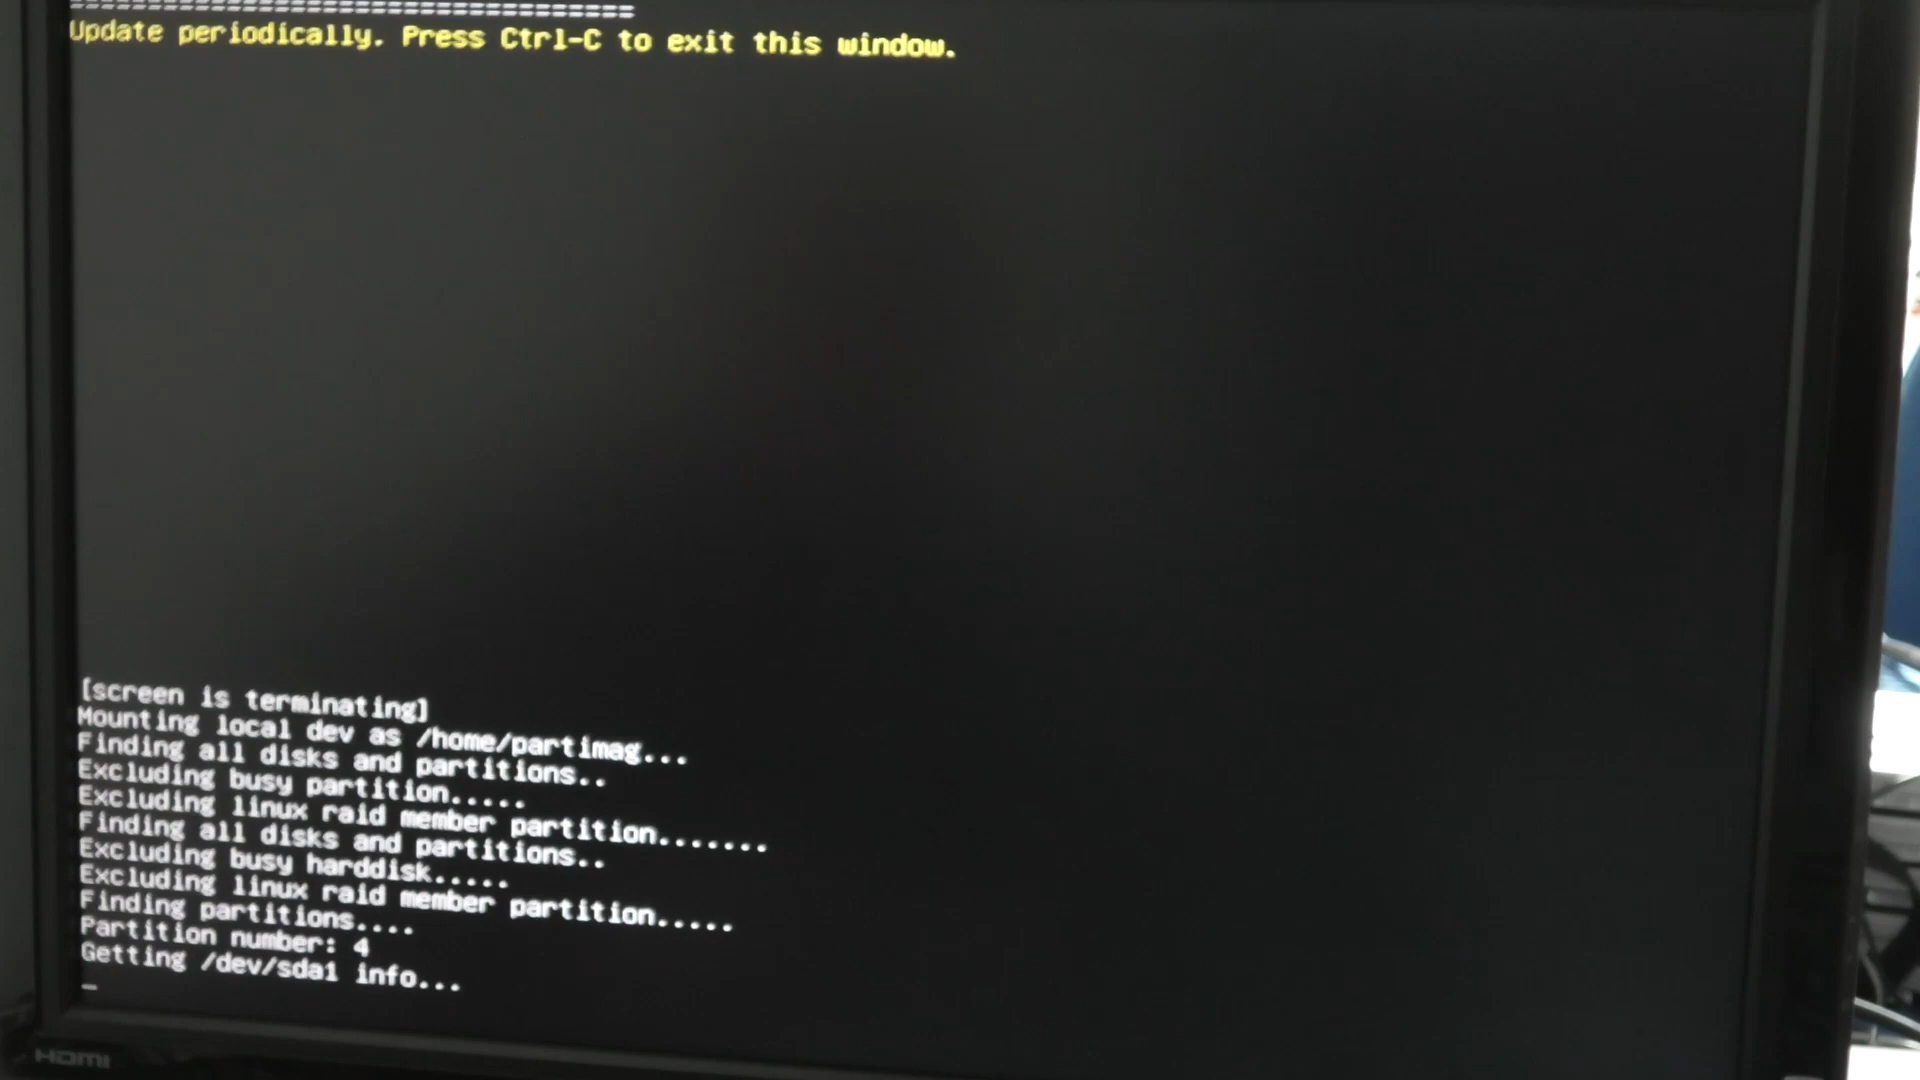 Update periodically. Press Ctrl-C to exit this window.
[screen is terminating]
Mounting local dev as /home/partimag...
Finding all disks and partitions..
Excluding busy partition.....
Excluding linux raid member partition.......
Finding all disks and partitions..
Excluding busy harddisk.....
Excluding linux raid member partition.....
Finding partitions....
Partition number: 4
Getting /dev/sda1 info...
_
HDMI